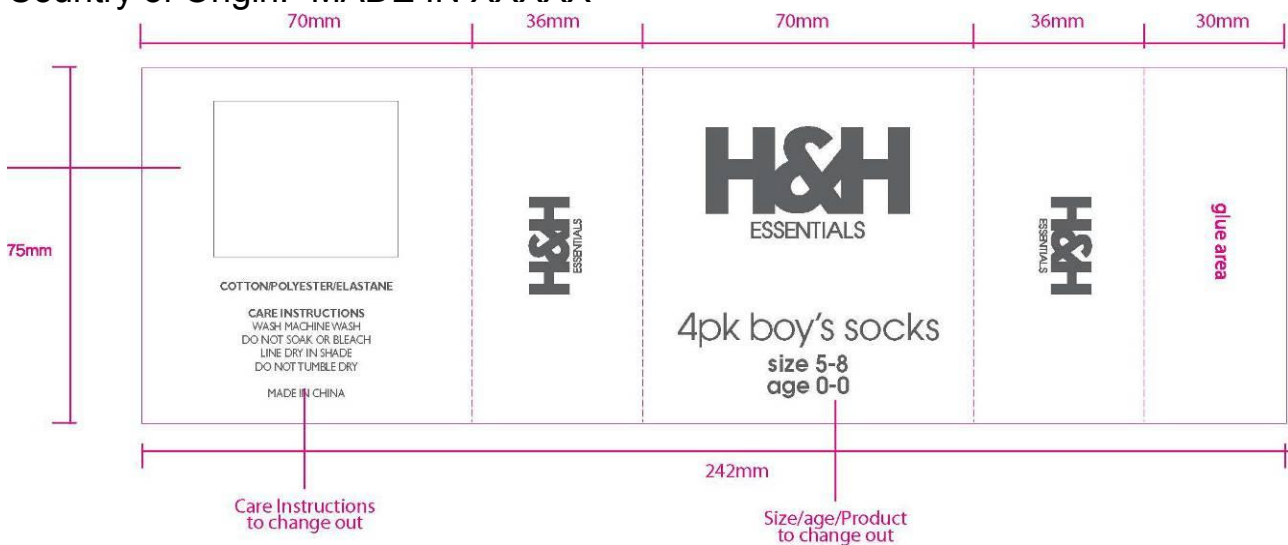 Country of Origin: MADE IN XXXXX
70mm 36mm 70mm 36mm 30mm
75mm
COTTON/POLYESTER/ELASTANE
CARE INSTRUCTIONS
WASH MACHINE WASH
DO NOT SOAK OR BLEACH
LINE DRY IN SHADE
DO NOT TUMBLE DRY
MADE IN CHINA
H&H
ESSENTIALS
H&H
ESSENTIALS
4pk boy's socks
size 5-8
age 0-0
H&H
ESSENTIALS
glue area
242mm
Care Instructions
to change out
Size/age/Product
to change out